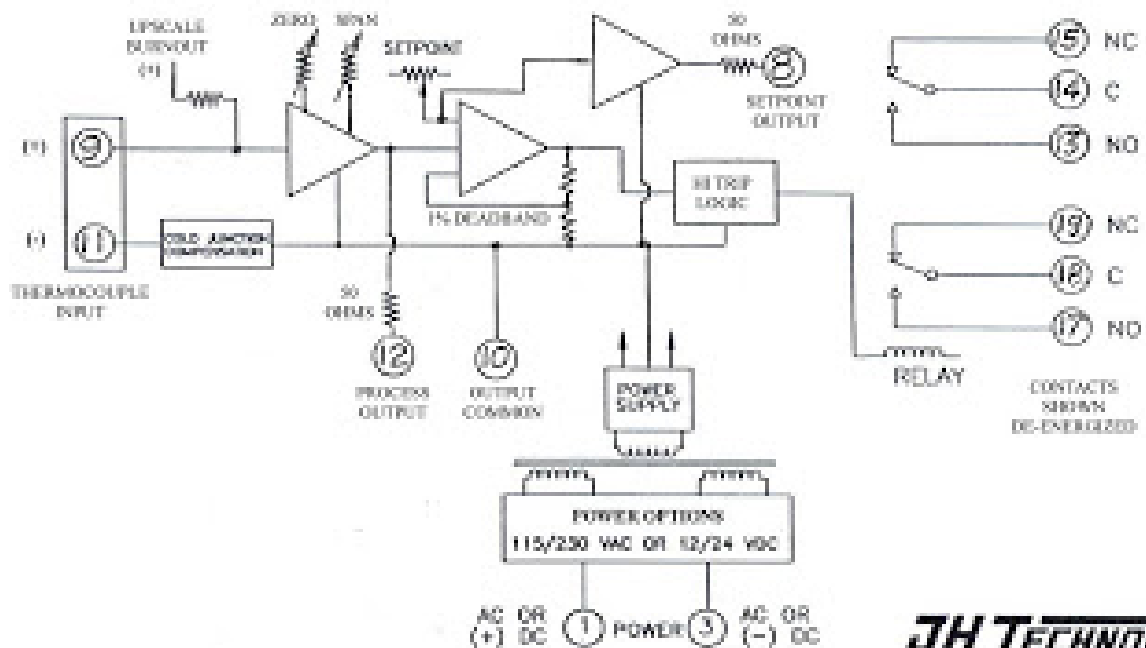 UPSCALE
BURNOUT
(+)
ZERO
SPAN
SETPOINT
50
OHMS
8
SETPOINT
OUTPUT
15 NC
14 C
13 NO
(+)
9
1% DEADBAND
HI TRIP
LOGIC
(-)
11
COLD JUNCTION
COMPENSATION
THERMOCOUPLE
INPUT
50
OHMS
12
PROCESS
OUTPUT
10
OUTPUT
COMMON
19 NC
18 C
17 NO
RELAY
CONTACTS
SHOWN
DE-ENERGIZED
POWER
SUPPLY
POWER OPTIONS
115/230 VAC OR 12/24 VDC
AC OR
(+) DC
1
POWER
3
AC OR
(-) DC
JH TECHNO